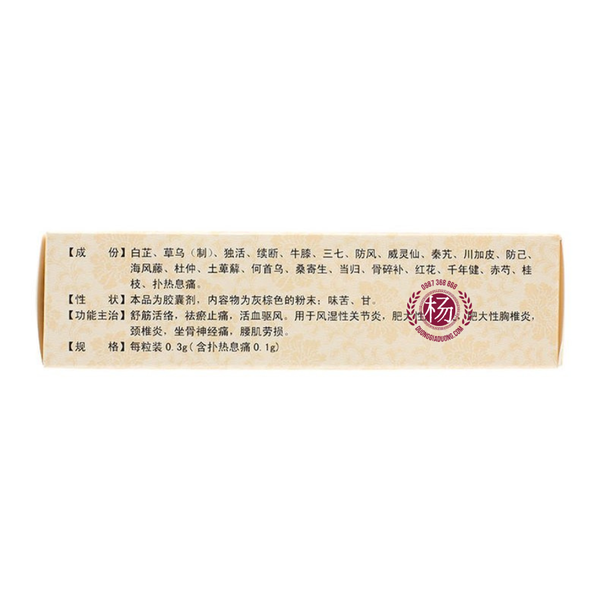 【成　份】白芷、草乌（制）、独活、续断、牛膝、三七、防风、威灵仙、秦艽、川加皮、防己、
海风藤、杜仲、土萆薢、何首乌、桑寄生、当归、骨碎补、红花、千年健、赤芍、桂
枝、扑热息痛。
【性　状】本品为胶囊剂，内容物为灰棕色的粉末；味苦、甘。
【功能主治】舒筋活络，祛瘀止痛，活血驱风。用于风湿性关节炎，肥大性 肥大性胸椎炎，
颈椎炎，坐骨神经痛，腰肌劳损。
【规　格】每粒装0.3g(含扑热息痛0.1g)
0987 368 868
杨
DUONGGIADUONG.COM